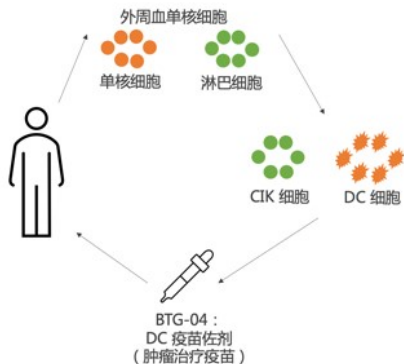 外周血单核细胞
单核细胞 淋巴细胞
CIK 细胞 DC 细胞
BTG-04：
DC 疫苗佐剂
（肿瘤治疗疫苗）